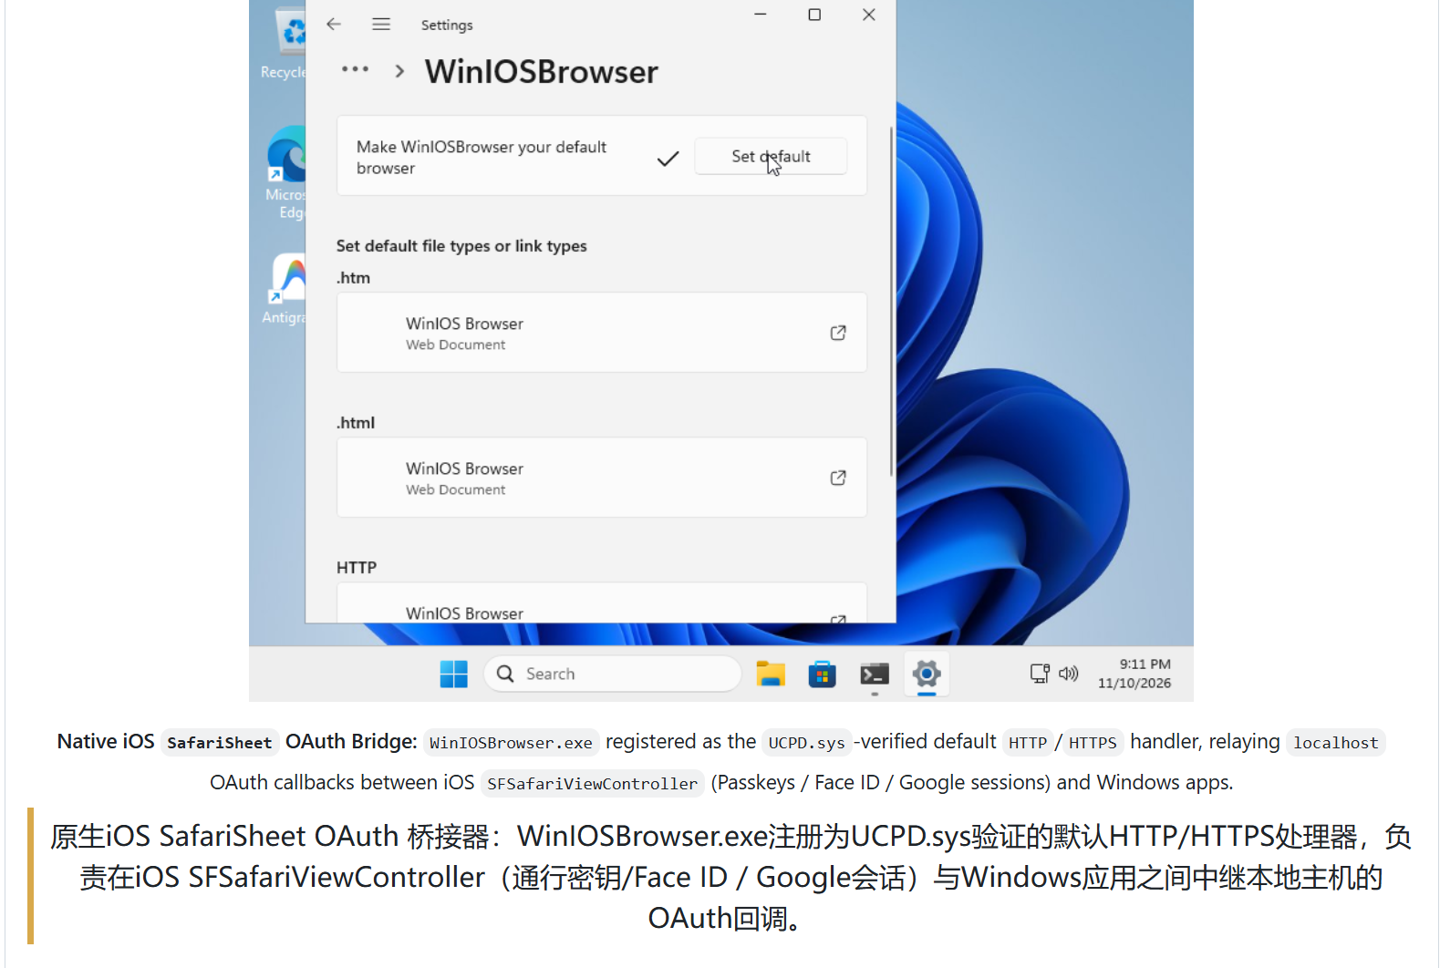 Settings
Recycle
WinIOSBrowser
Make WinIOSBrowser your default
browser
Set default
Micros
Edge
Set default file types or link types
.htm
WinIOS Browser
Web Document
Antigra
.html
WinIOS Browser
Web Document
HTTP
WinIOS Browser
Search
9:11 PM
11/10/2026
Native iOS SafariSheet OAuth Bridge: WinIOSBrowser.exe registered as the UCPD.sys-verified default HTTP/HTTPS handler, relaying localhost
OAuth callbacks between iOS SFSafariViewController (Passkeys / Face ID / Google sessions) and Windows apps.
原生iOS SafariSheet OAuth 桥接器：WinIOSBrowser.exe注册为UCPD.sys验证的默认HTTP/HTTPS处理器，负
责在iOS SFSafariViewController（通行密钥/Face ID / Google会话）与Windows应用之间中继本地主机的
OAuth回调。